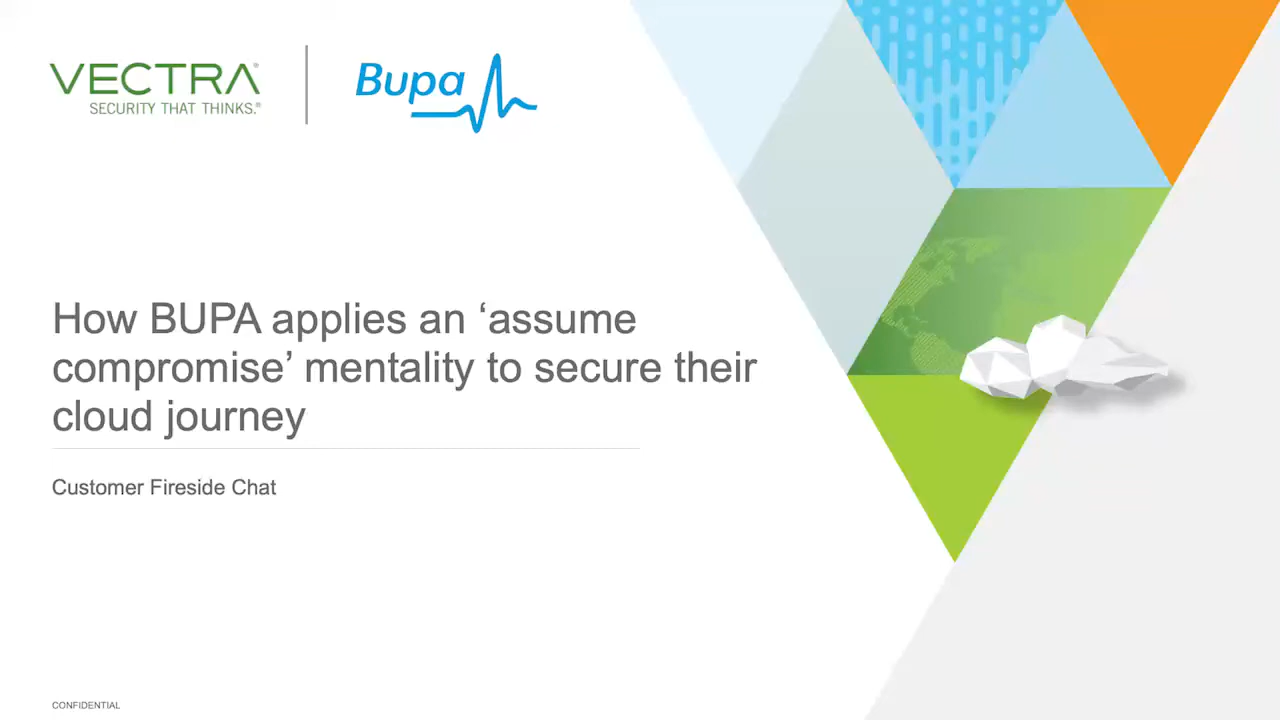 VECTRA®
SECURITY THAT THINKS.®
Bupa
How BUPA applies an ‘assume
compromise’ mentality to secure their
cloud journey
Customer Fireside Chat
CONFIDENTIAL